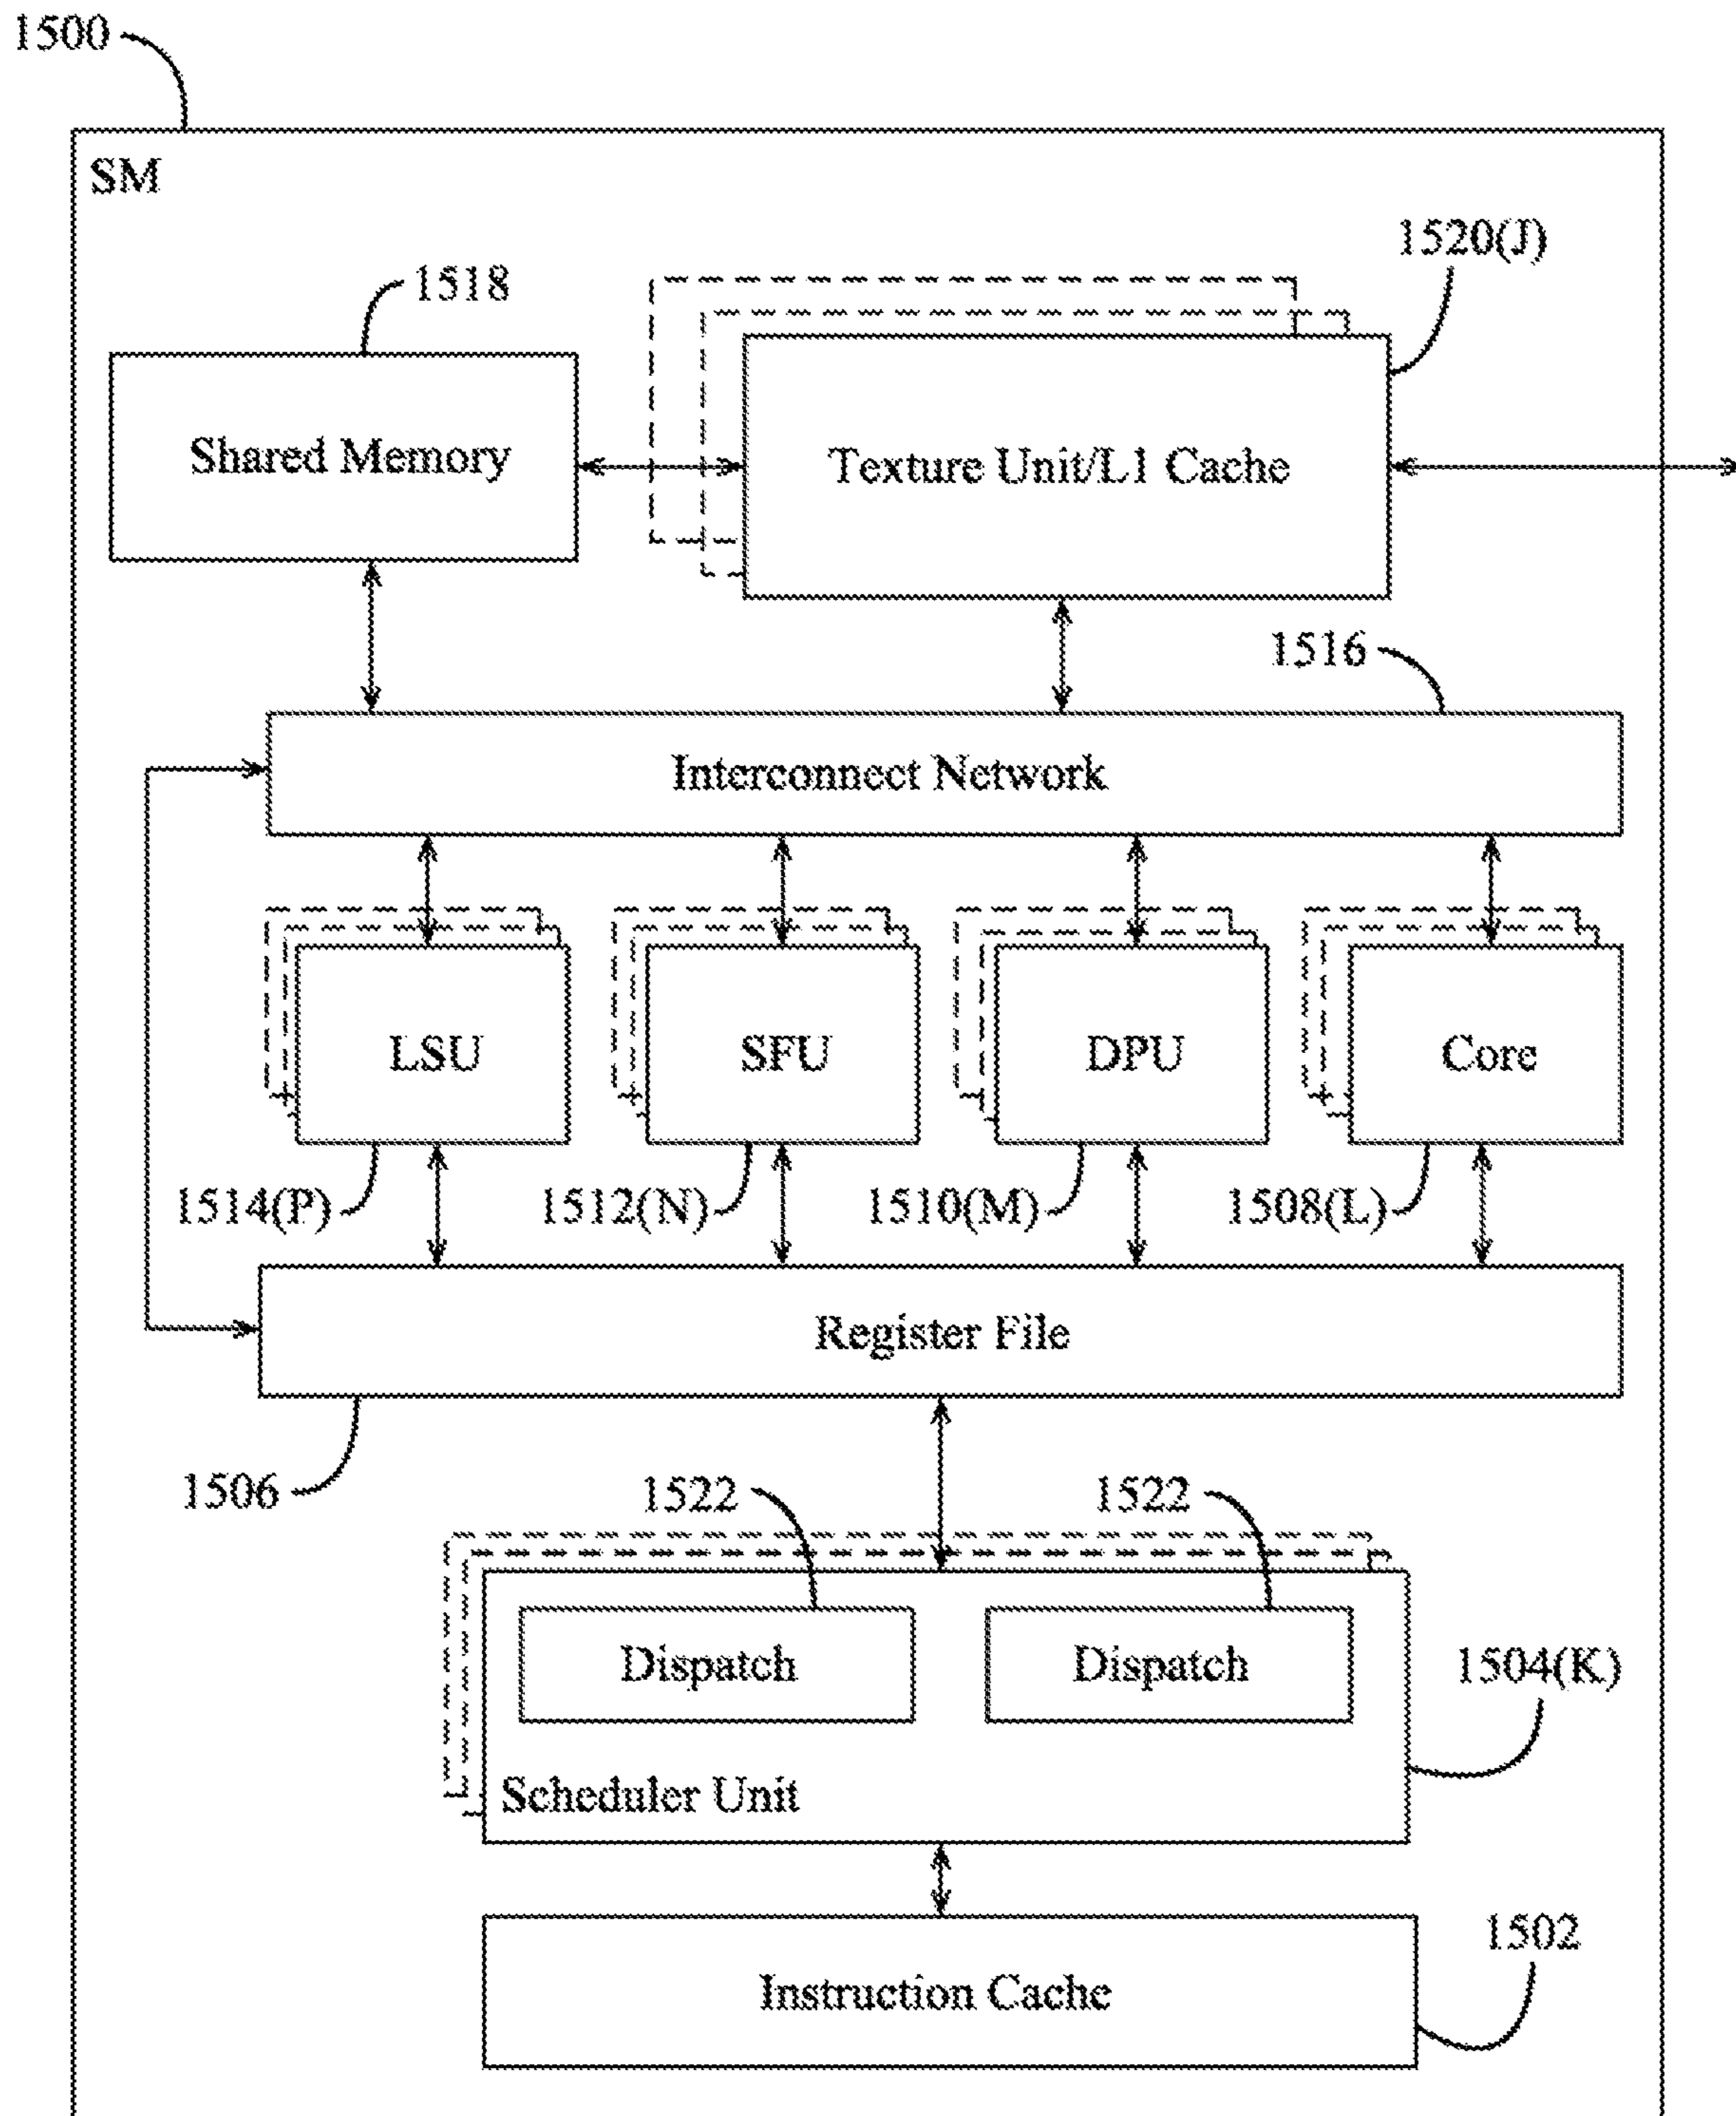 1500
SM
1520(J)
1518
Shared Memory
Texture Unit/L1 Cache
1516
Interconnect Network
LSU
SFU
DPU
Core
1514(P)
1512(N)
1510(M)
1508(L)
Register File
1506
1522
1522
Dispatch
Dispatch
1504(K)
Scheduler Unit
1502
Instruction Cache